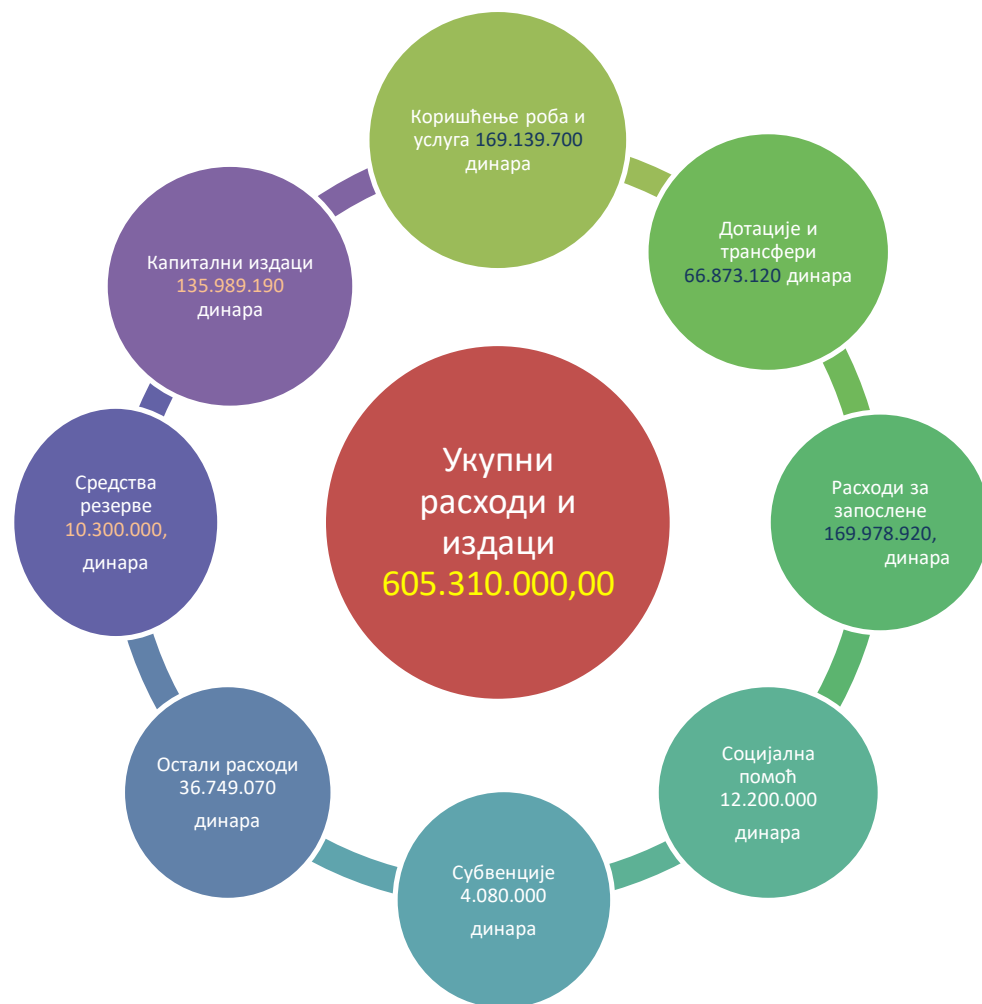 Коришћење роба и
услуга 169.139.700
динара
Дотације и
трансфери
66.873.120 динара
Капитални издаци
135.989.190
динара
Укупни
расходи и
издаци
605.310.000,00
Средства
резерве
10.300.000,
динара
Расходи за
запослене
169.978.920,
динара
Остали расходи
36.749.070
динара
Социјална
помоћ
12.200.000
динара
Субвенције
4.080.000
динара